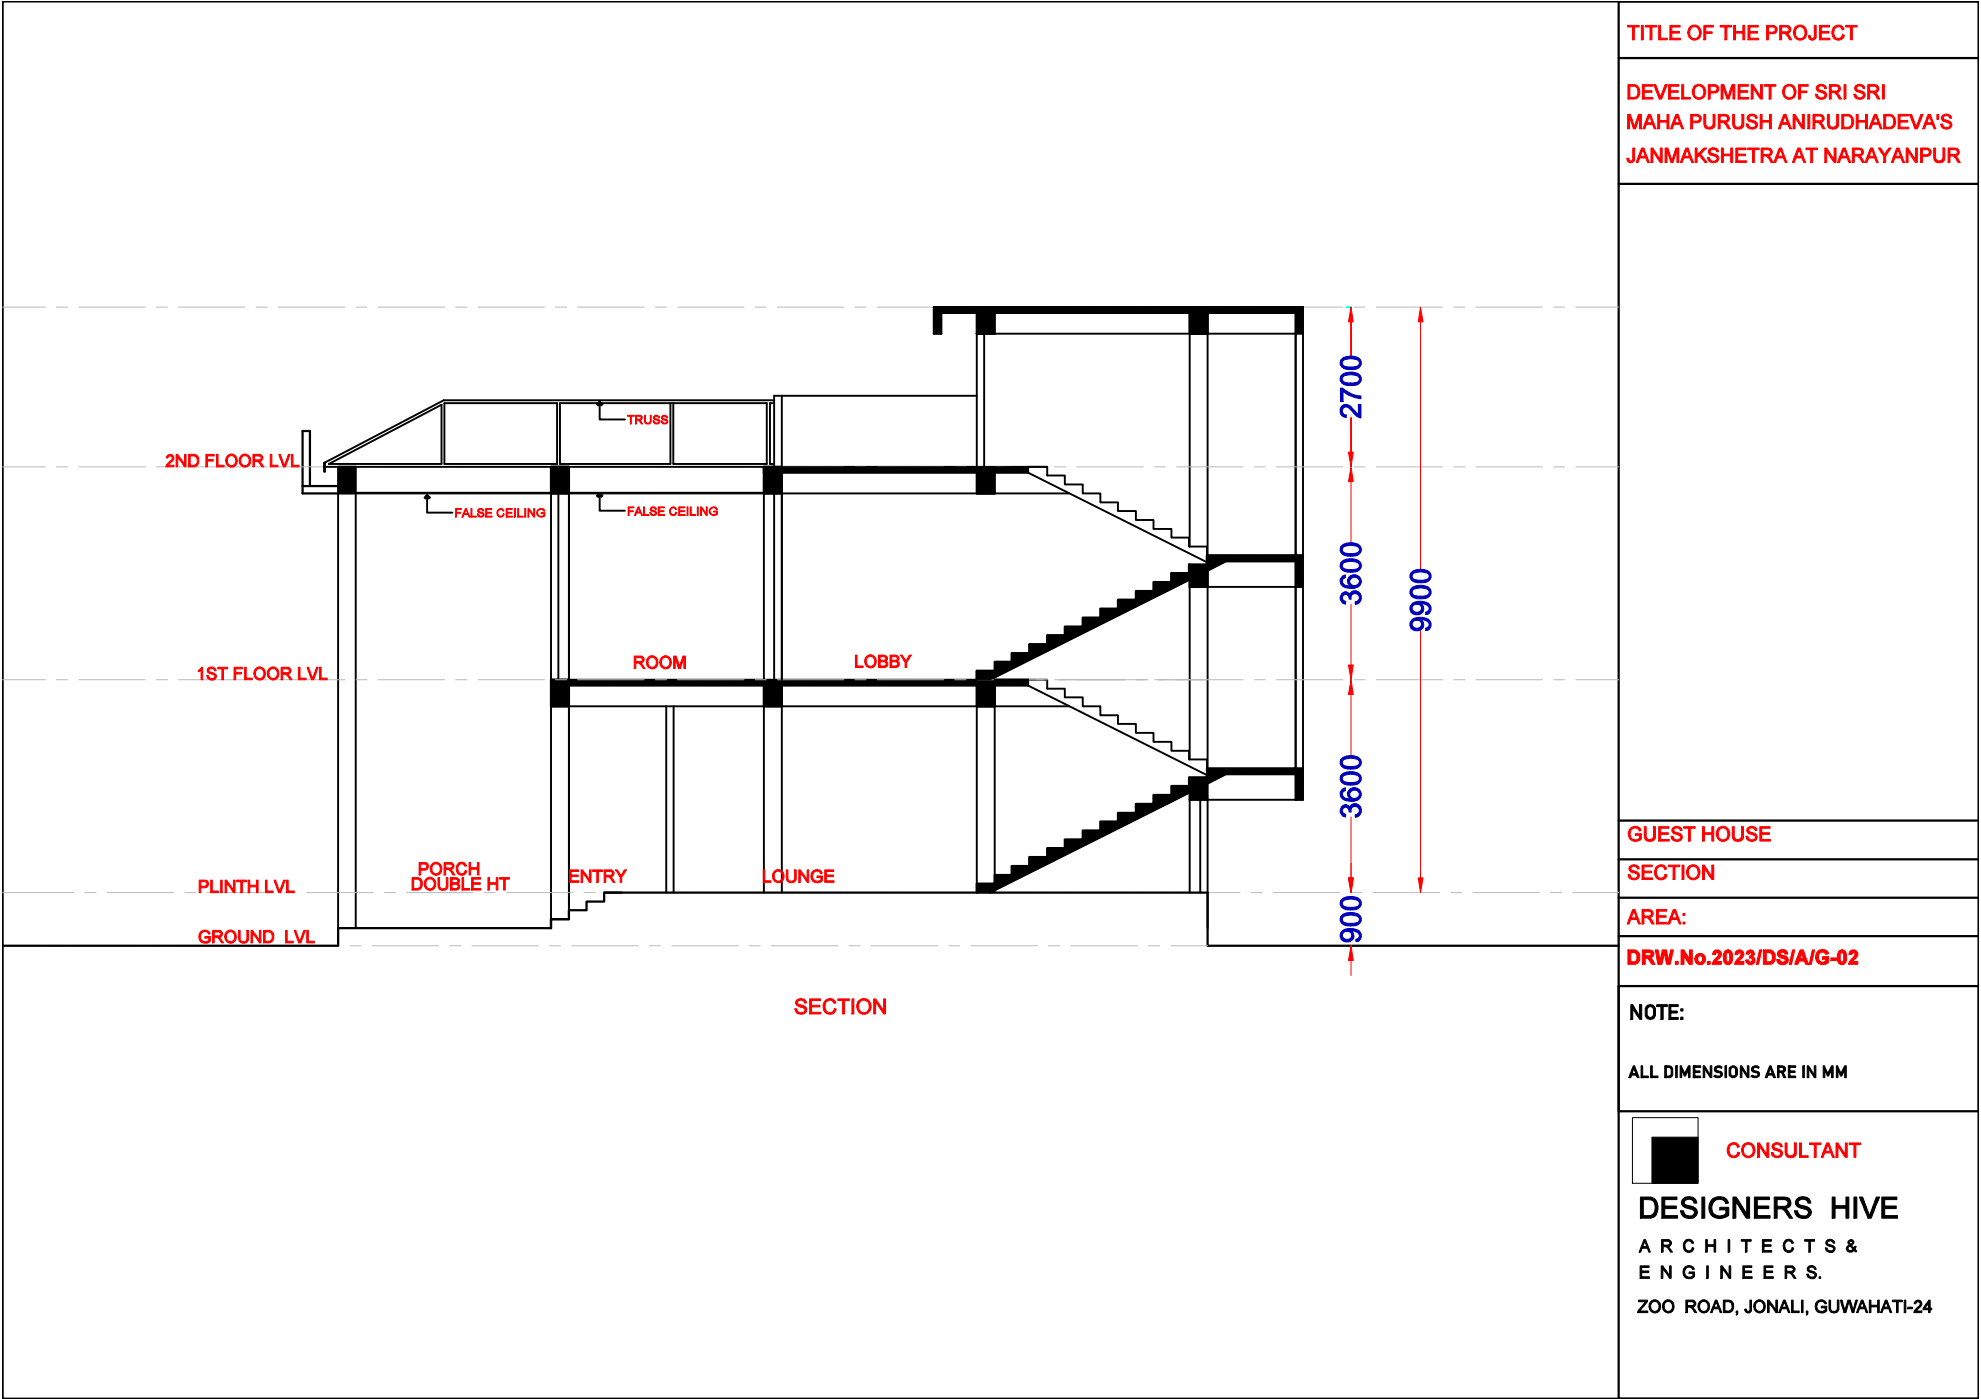 TITLE OF THE PROJECT
DEVELOPMENT OF SRI SRI
MAHA PURUSH ANIRUDHADEVA'S
JANMAKSHETRA AT NARAYANPUR
2700
TRUSS
2ND FLOOR LVL
FALSE CEILING
FALSE CEILING
3600
9900
ROOM
LOBBY
1ST FLOOR LVL
3600
PORCH
DOUBLE HT
ENTRY
LOUNGE
PLINTH LVL
900
GROUND LVL
SECTION
GUEST HOUSE
SECTION
AREA:
DRW.No.2023/DS/A/G-02
NOTE:
ALL DIMENSIONS ARE IN MM
CONSULTANT
DESIGNERS HIVE
ARCHITECTS&
ENGINEERS.
ZOO ROAD, JONALI, GUWAHATI-24